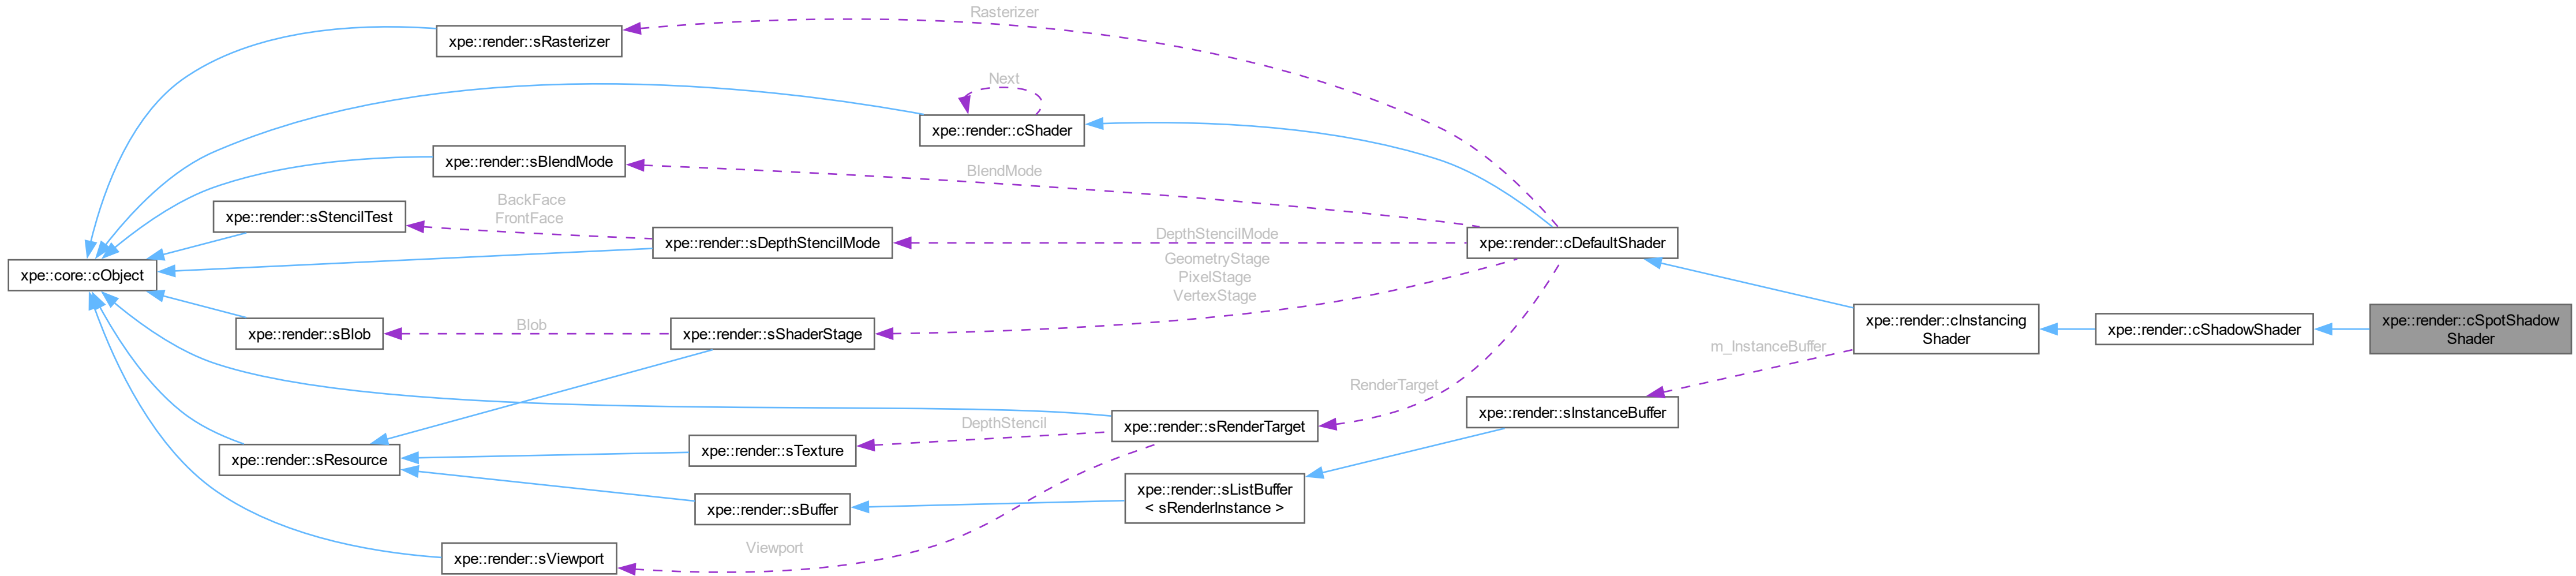 Rasterizer
xpe::render::sRasterizer
Next
xpe::render::cShader
xpe::render::sBlendMode
BlendMode
BackFace
FrontFace
xpe::render::sStencilTest
DepthStencilMode
xpe::render::sDepthStencilMode
xpe::render::cDefaultShader
GeometryStage
PixelStage
VertexStage
xpe::core::cObject
xpe::render::cInstancing
Shader
xpe::render::cShadowShader
xpe::render::cSpotShadow
Shader
Blob
xpe::render::sBlob
xpe::render::sShaderStage
m_InstanceBuffer
RenderTarget
xpe::render::sInstanceBuffer
DepthStencil
xpe::render::sRenderTarget
xpe::render::sTexture
xpe::render::sResource
xpe::render::sListBuffer
< sRenderInstance >
xpe::render::sBuffer
Viewport
xpe::render::sViewport